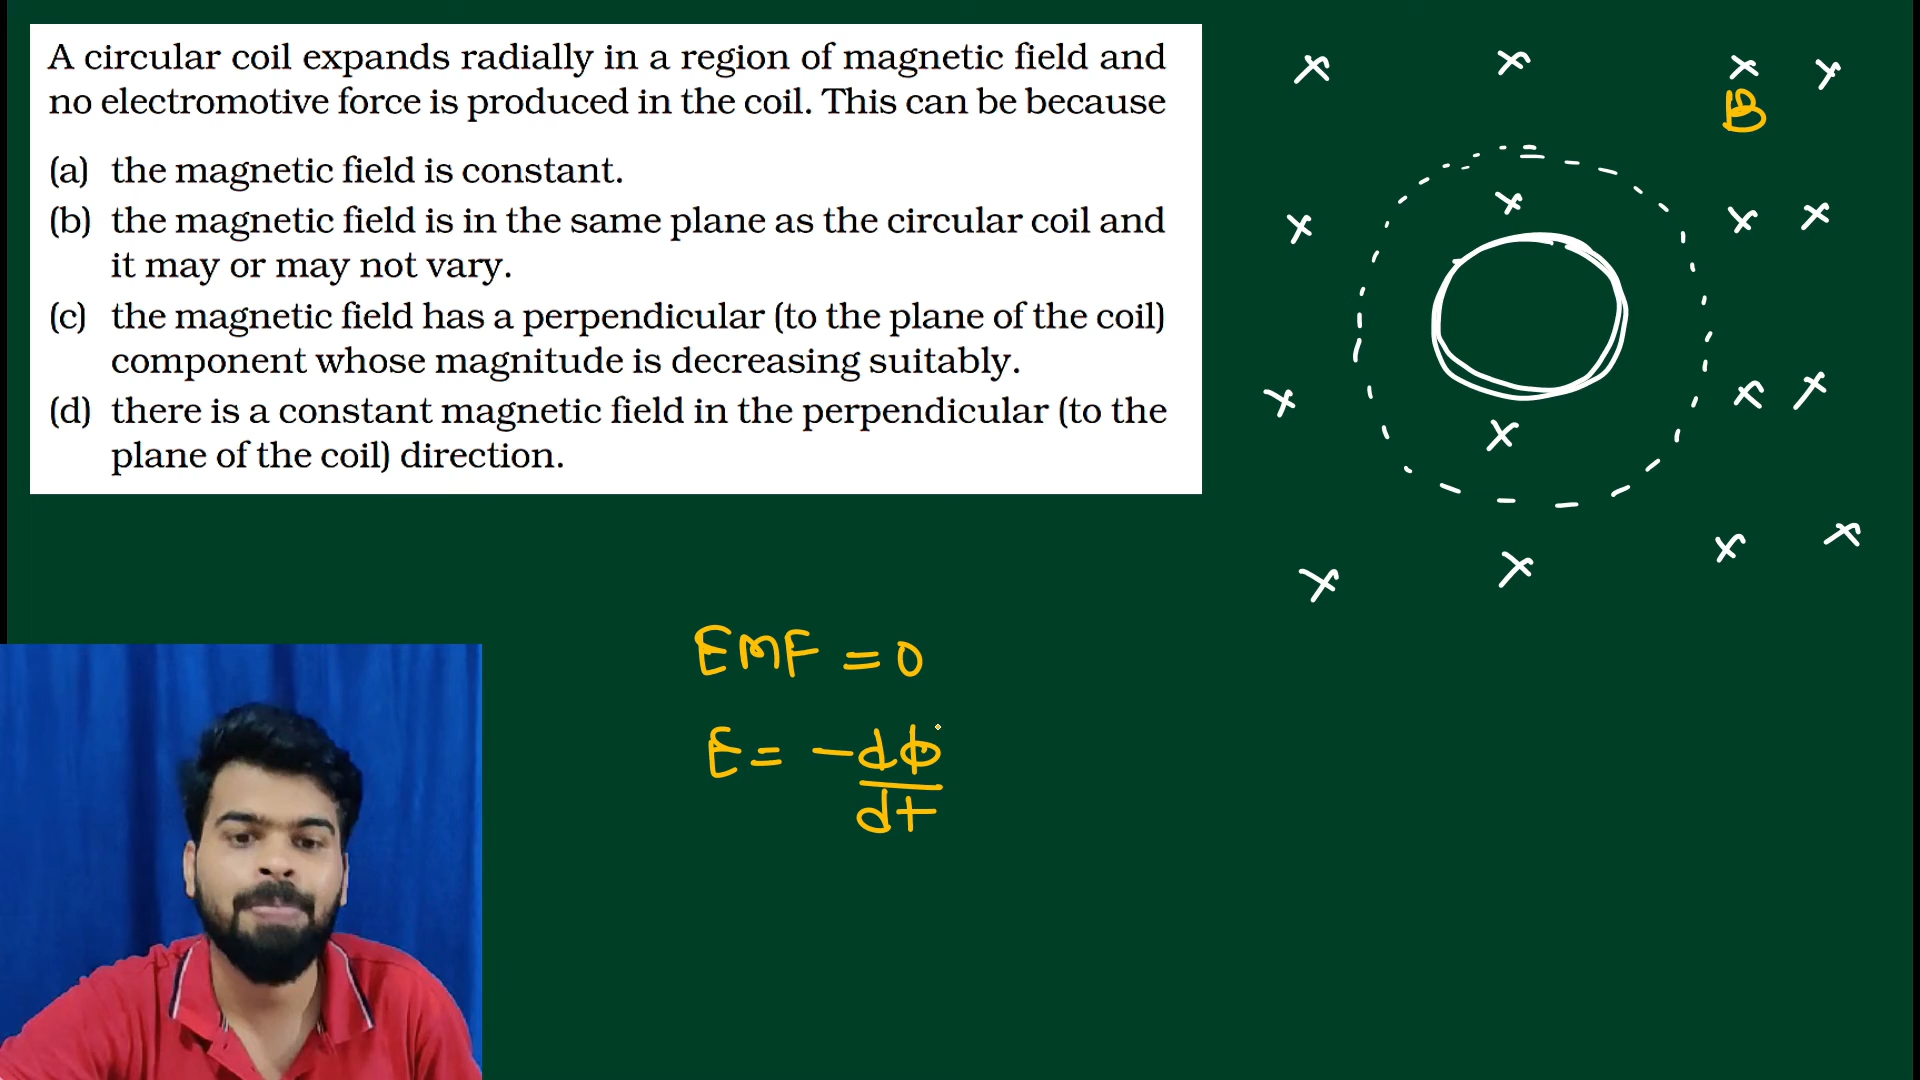 A circular coil expands radially in a region of magnetic field and
no electromotive force is produced in the coil. This can be because
(a) the magnetic field is constant.
(b) the magnetic field is in the same plane as the circular coil and
it may or may not vary.
(c) the magnetic field has a perpendicular (to the plane of the coil)
component whose magnitude is decreasing suitably.
(d) there is a constant magnetic field in the perpendicular (to the
plane of the coil) direction.
x x x x
B
x
x x x
x x x
x
x x
x x
EMF = 0
E = -dϕ
dt